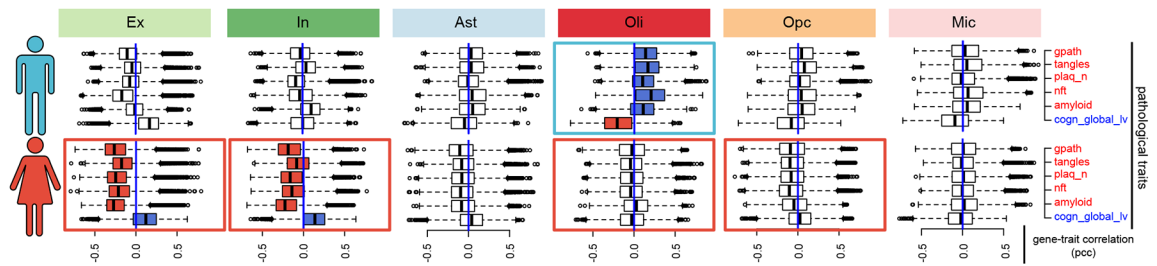 Ex In Ast Oli Opc Mic
gpath
tangles
plaq_n
nft
amyloid
cogn_global_lv
gpath
tangles
plaq_n
nft
amyloid
cogn_global_lv
pathological traits
-0.5 0.0 0.5 -0.5 0.0 0.5 -0.5 0.0 0.5 -0.5 0.0 0.5 -0.5 0.0 0.5 -0.5 0.0 0.5
gene-trait correlation
(pcc)